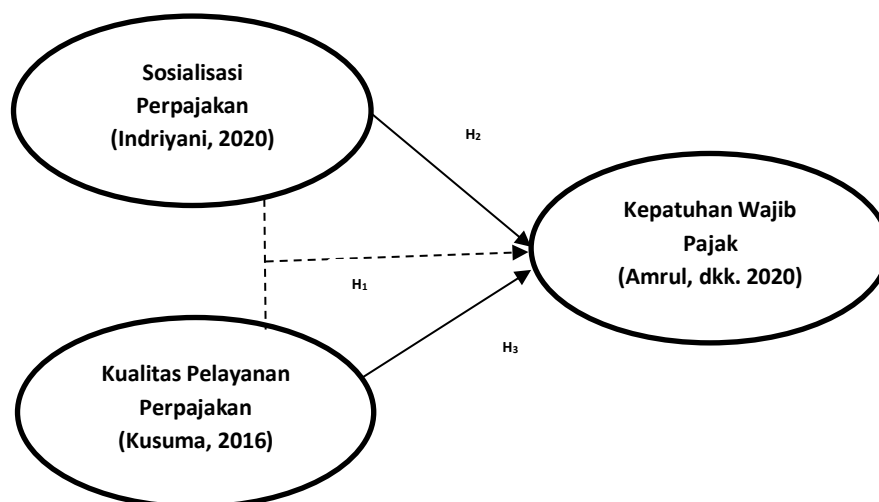 Sosialisasi
Perpajakan
(Indriyani, 2020)
H₂
Kepatuhan Wajib
Pajak
(Amrul, dkk. 2020)
H₁
H₃
Kualitas Pelayanan
Perpajakan
(Kusuma, 2016)